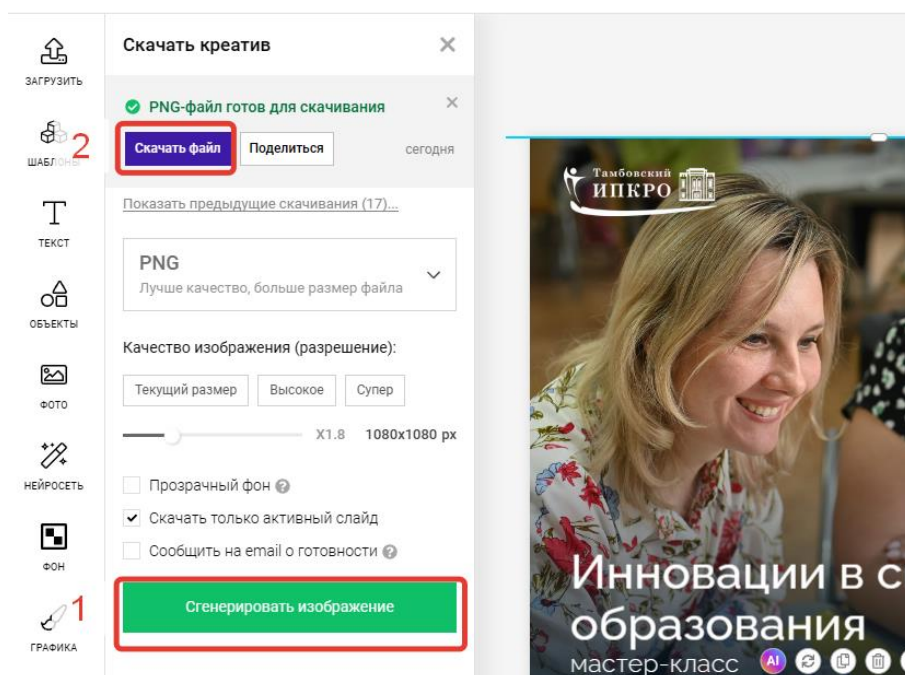 Скачать креатив
ЗАГРУЗИТЬ
PNG-файл готов для скачивания
2
Скачать файл
Поделиться
сегодня
ШАБЛОНЫ
Показать предыдущие скачивания (17)...
ТЕКСТ
PNG
Лучше качество, больше размер файла
ОБЪЕКТЫ
Качество изображения (разрешение):
Текущий размер
Высокое
Супер
ФОТО
X1.8 1080x1080 px
НЕЙРОСЕТЬ
Прозрачный фон ?
Скачать только активный слайд
Сообщить на email о готовности ?
ФОН
1
Сгенерировать изображение
ГРАФИКА
Тамбовский
ИПКРО
Инновации в с
образования
мастер-класс
AI